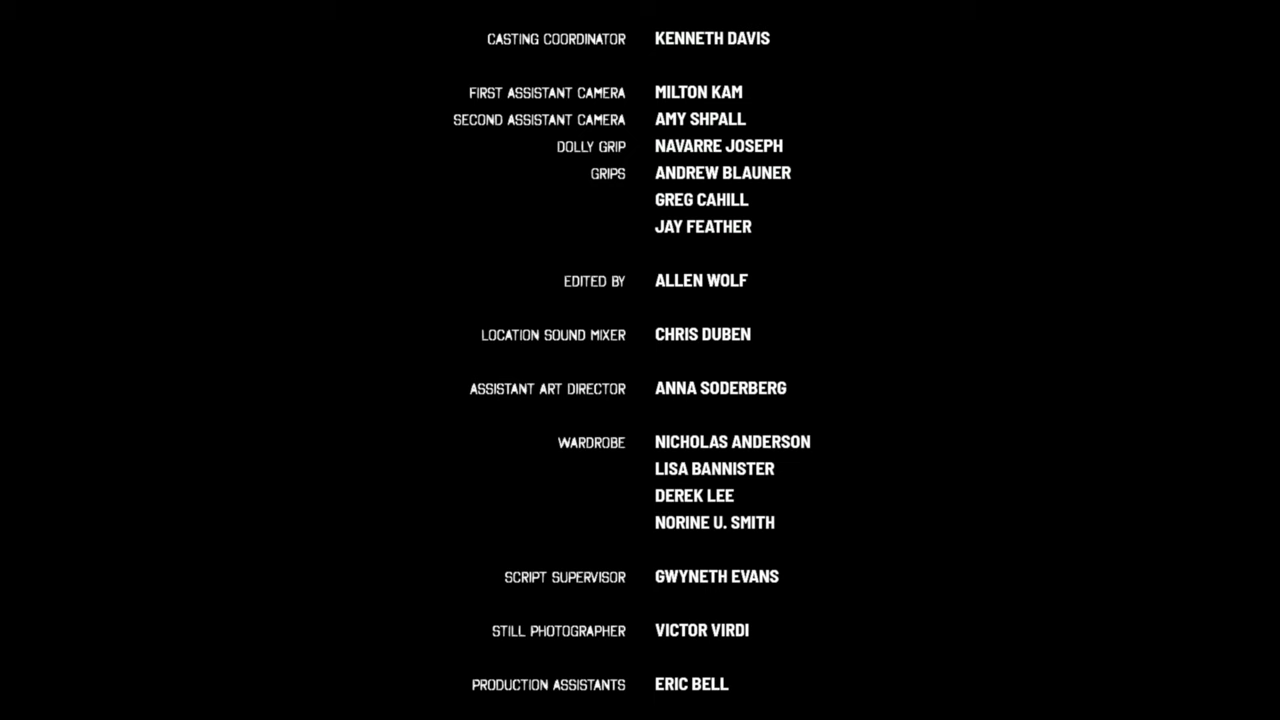 CASTING COORDINATOR KENNETH DAVIS
FIRST ASSISTANT CAMERA MILTON KAM
SECOND ASSISTANT CAMERA AMY SHPALL
DOLLY GRIP NAVARRE JOSEPH
GRIPS ANDREW BLAUNER
GREG CAHILL
JAY FEATHER
EDITED BY ALLEN WOLF
LOCATION SOUND MIXER CHRIS DUBEN
ASSISTANT ART DIRECTOR ANNA SODERBERG
WARDROBE NICHOLAS ANDERSON
LISA BANNISTER
DEREK LEE
NORINE U. SMITH
SCRIPT SUPERVISOR GWYNETH EVANS
STILL PHOTOGRAPHER VICTOR VIRDI
PRODUCTION ASSISTANTS ERIC BELL